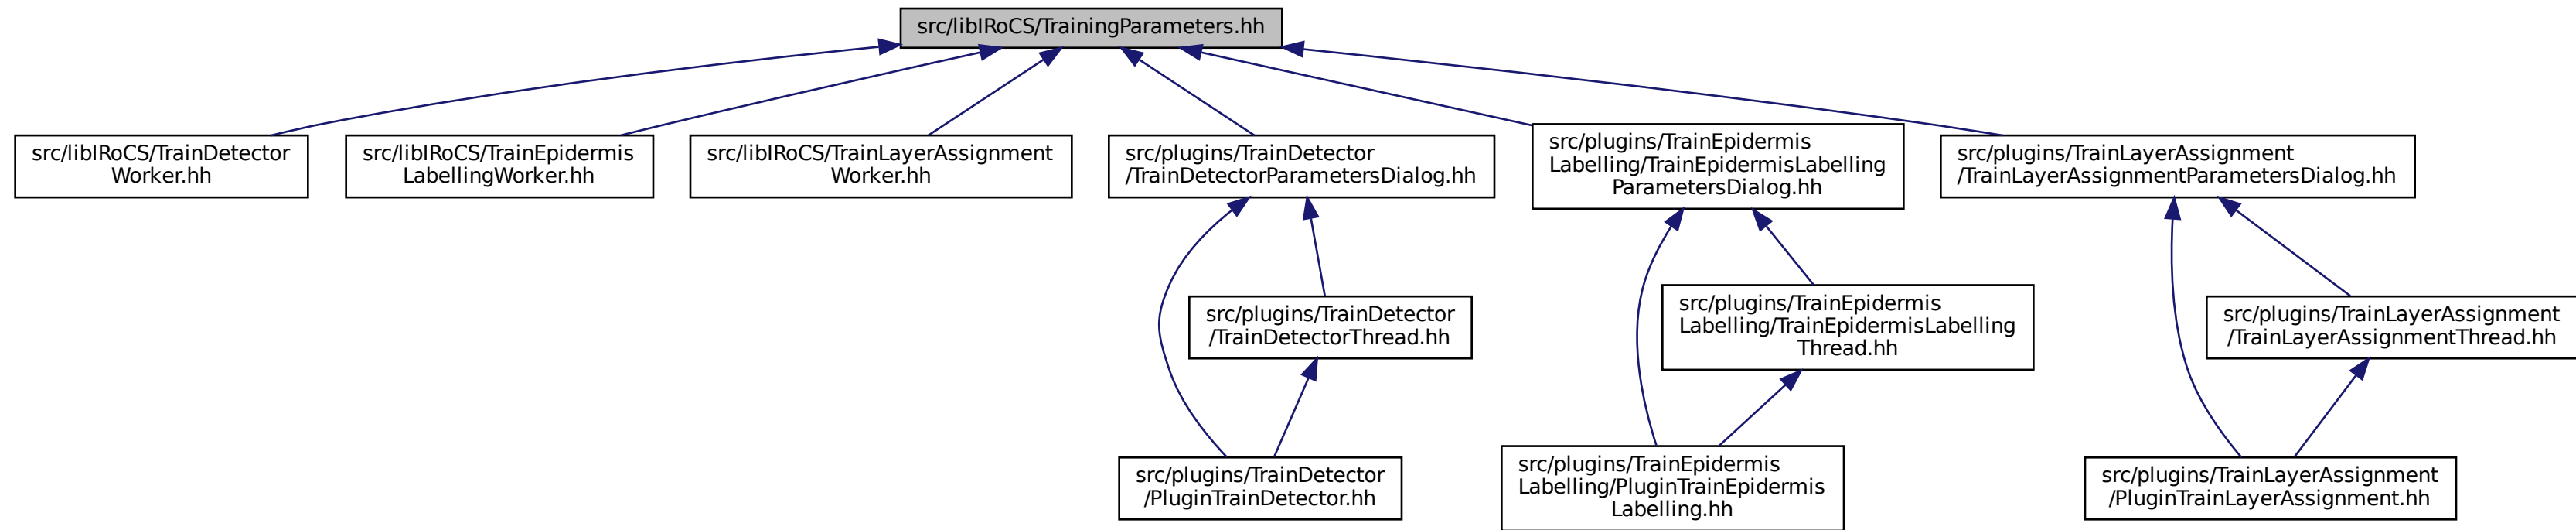 src/libIRoCS/TrainingParameters.hh
src/libIRoCS/TrainDetector
Worker.hh
src/libIRoCS/TrainEpidermis
LabellingWorker.hh
src/libIRoCS/TrainLayerAssignment
Worker.hh
src/plugins/TrainDetector
/TrainDetectorParametersDialog.hh
src/plugins/TrainEpidermis
Labelling/TrainEpidermisLabelling
ParametersDialog.hh
src/plugins/TrainLayerAssignment
/TrainLayerAssignmentParametersDialog.hh
src/plugins/TrainDetector
/TrainDetectorThread.hh
src/plugins/TrainEpidermis
Labelling/TrainEpidermisLabelling
Thread.hh
src/plugins/TrainLayerAssignment
/TrainLayerAssignmentThread.hh
src/plugins/TrainDetector
/PluginTrainDetector.hh
src/plugins/TrainEpidermis
Labelling/PluginTrainEpidermis
Labelling.hh
src/plugins/TrainLayerAssignment
/PluginTrainLayerAssignment.hh